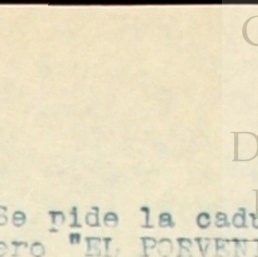 C
D
Se pide la cadu
ero "EL PORVENI